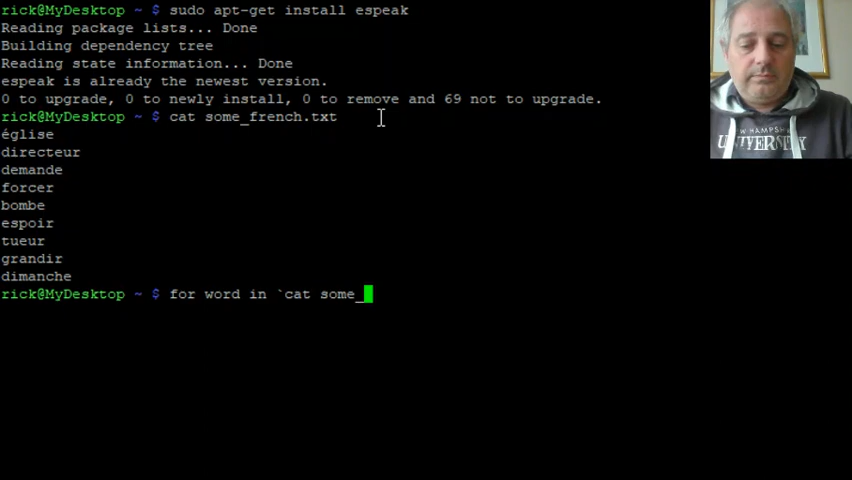 rick@MyDesktop ~ $ sudo apt-get install espeak
Reading package lists... Done
Building dependency tree
Reading state information... Done
espeak is already the newest version.
0 to upgrade, 0 to newly install, 0 to remove and 69 not to upgrade.
rick@MyDesktop ~ $ cat some_french.txt
église
directeur
demande
forcer
bombe
espoir
tueur
grandir
dimanche
rick@MyDesktop ~ $ for word in `cat some_
NEW HAMPSHIRE
UNIVERSITY